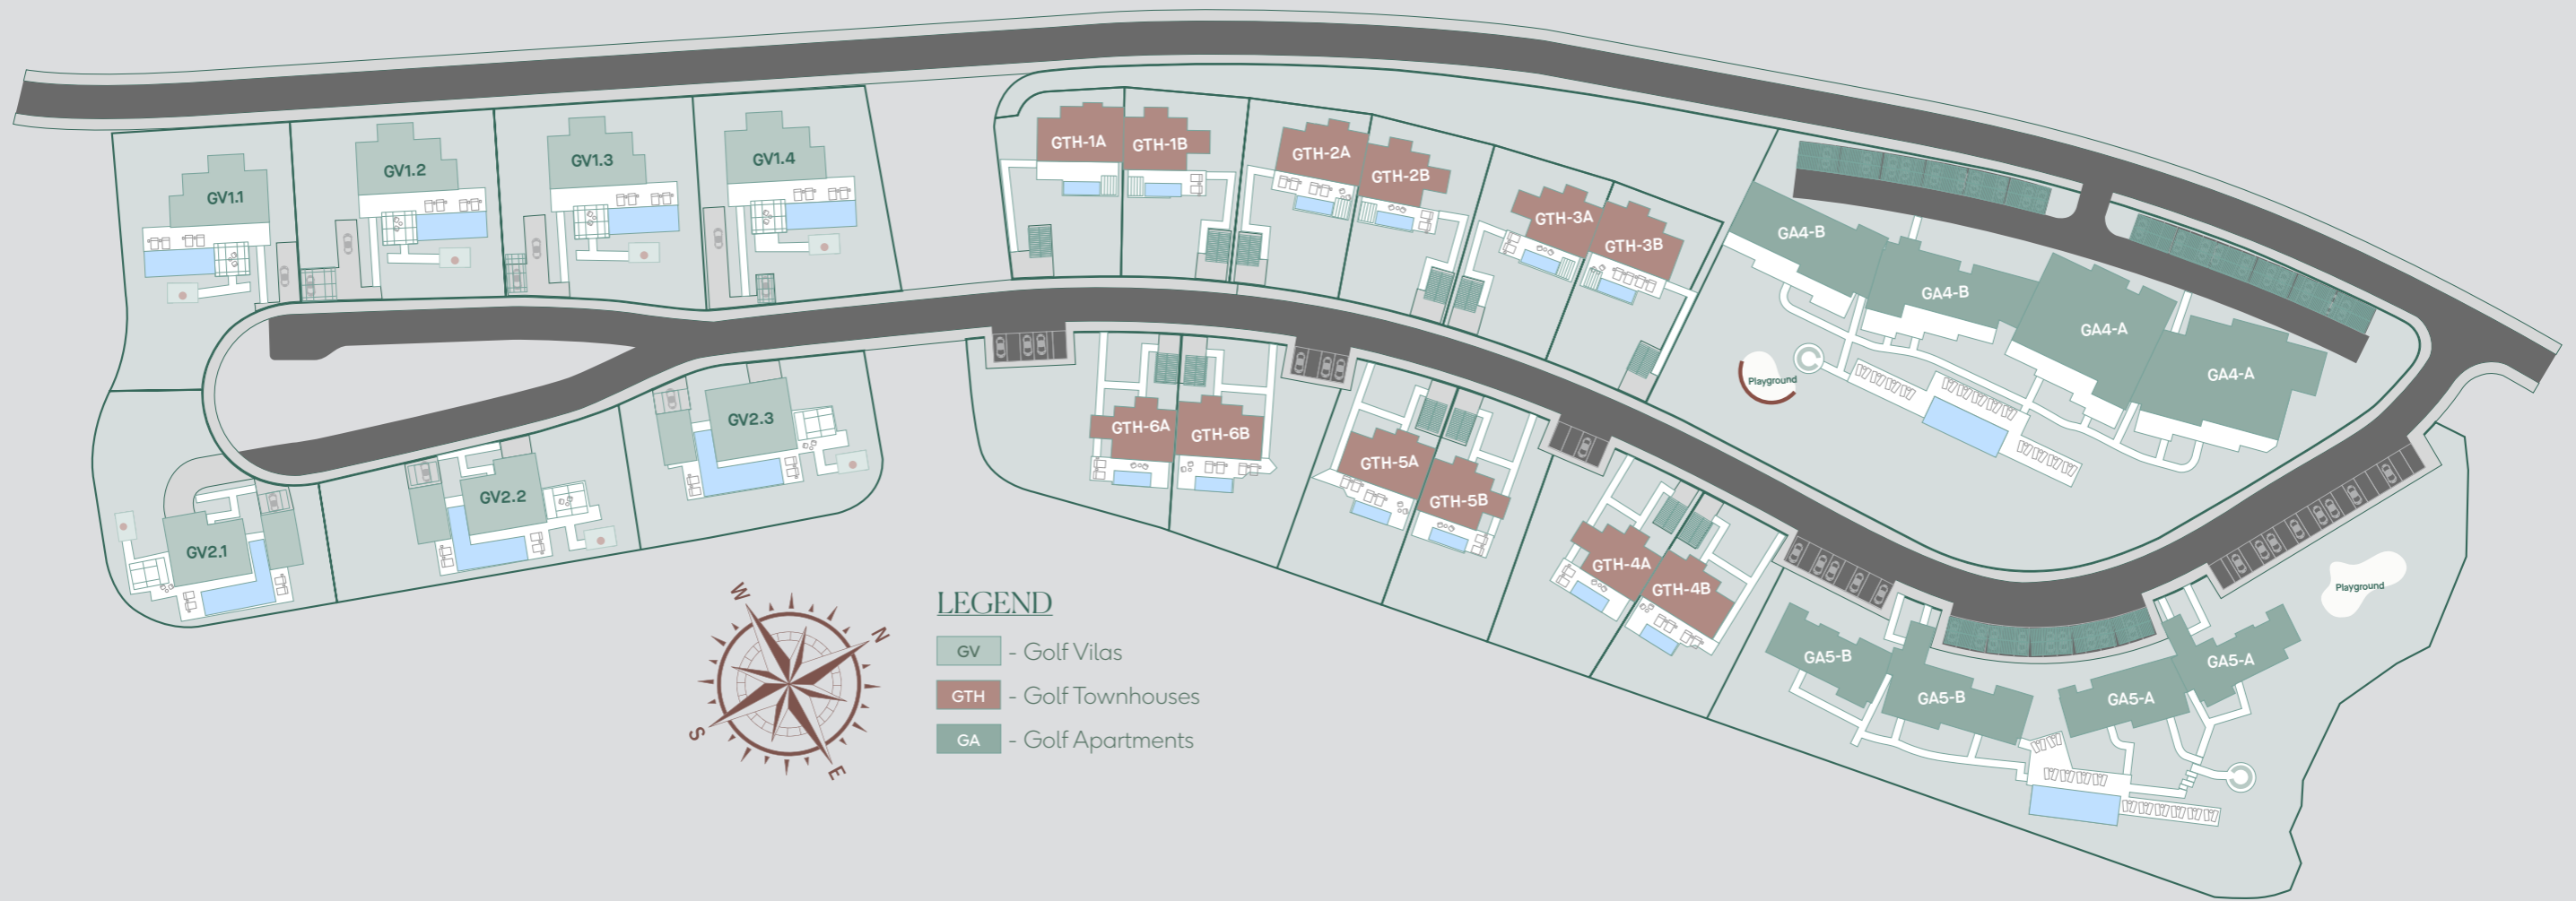 GV1.1
GV1.2
GV1.3
GV1.4
GTH-1A
GTH-1B
GTH-2A
GTH-2B
GTH-3A
GTH-3B
GA4-B
GA4-B
GA4-A
GA4-A
Playground
GV2.1
GV2.2
GV2.3
GTH-6A
GTH-6B
GTH-5A
GTH-5B
GTH-4A
GTH-4B
GA5-B
GA5-B
GA5-A
GA5-A
Playground
W
N
S
E
LEGEND
GV - Golf Vilas
GTH - Golf Townhouses
GA - Golf Apartments